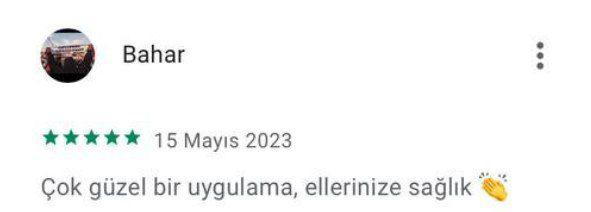 Bahar
★★★★★ 15 Mayıs 2023
Çok güzel bir uygulama, ellerinize sağlık 👏